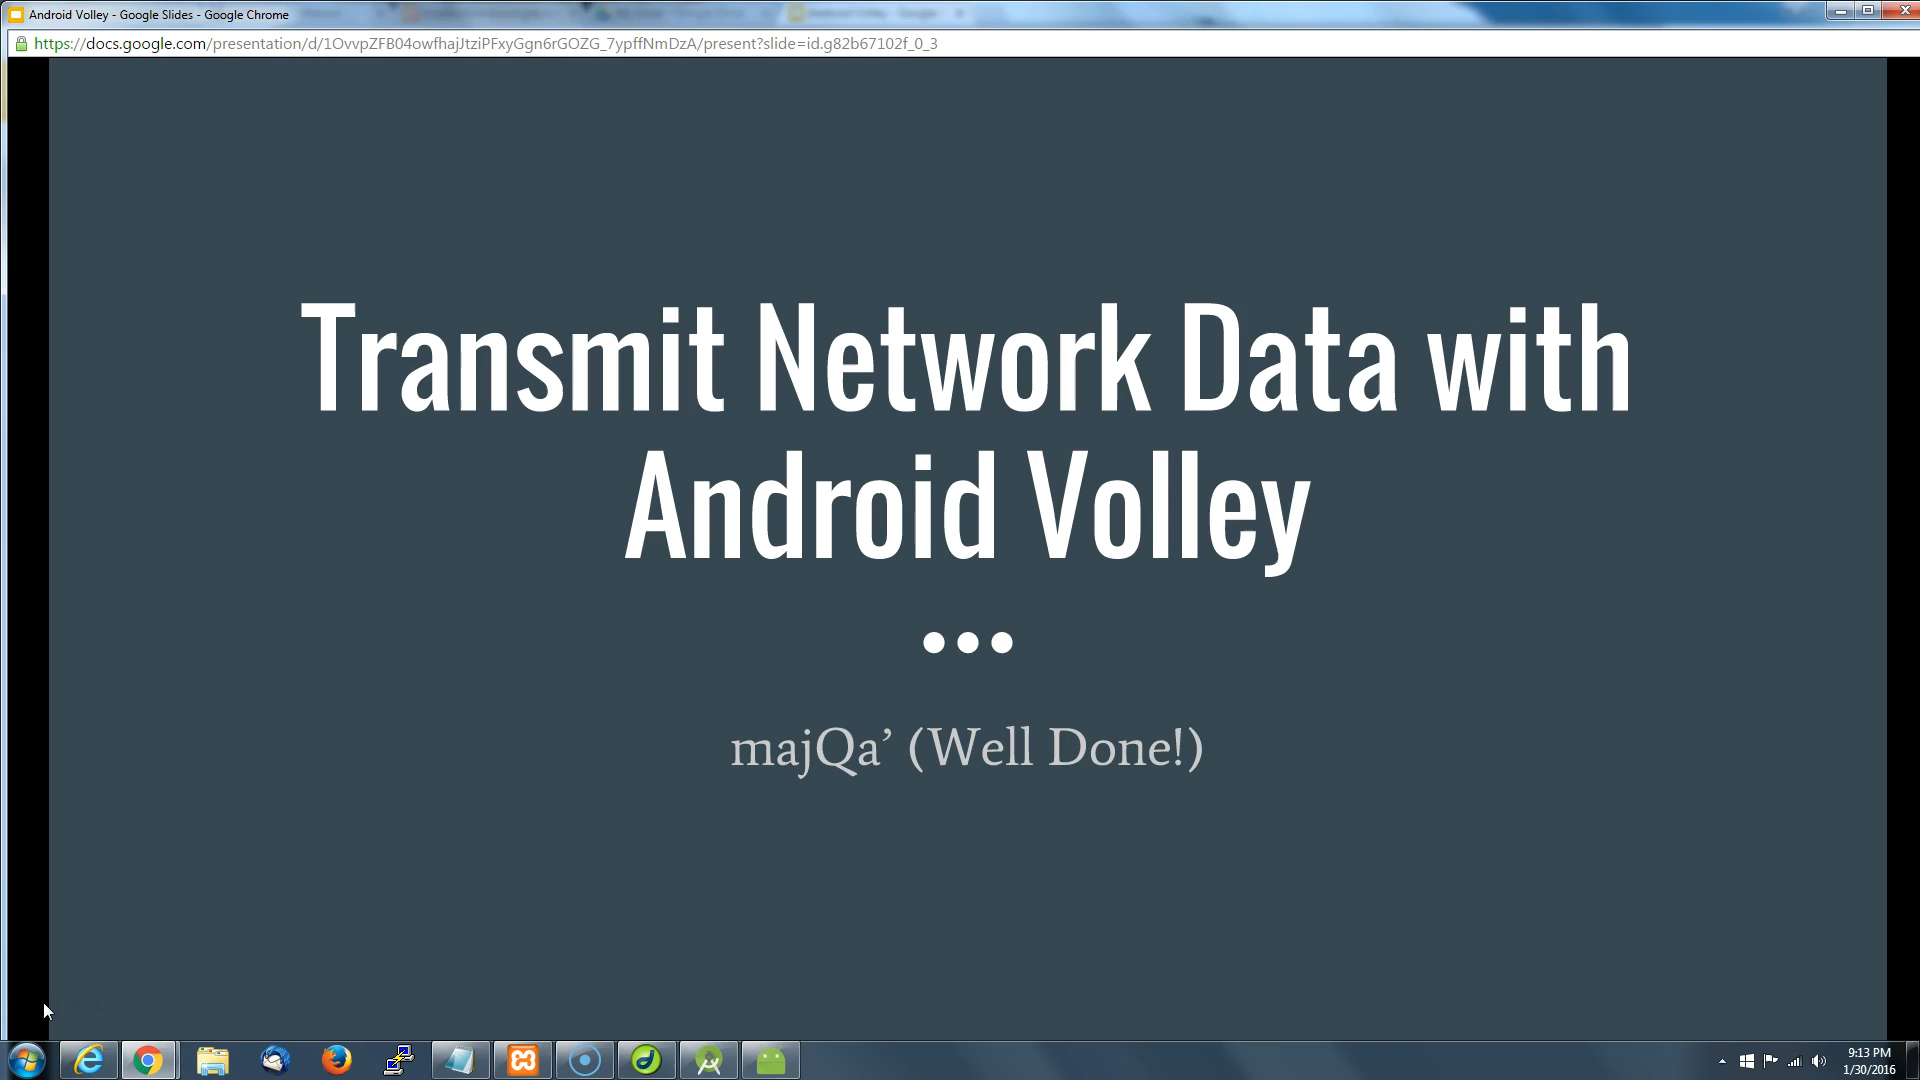 Android Volley - Google Slides - Google Chrome
https://docs.google.com/presentation/d/1OvvpZFB04owfhajJtziPFxyGgn6rGOZG_7ypffNmDzA/present?slide=id.g82b67102f_0_3
Transmit Network Data with
Android Volley
majQa’ (Well Done!)
9:13 PM
1/30/2016